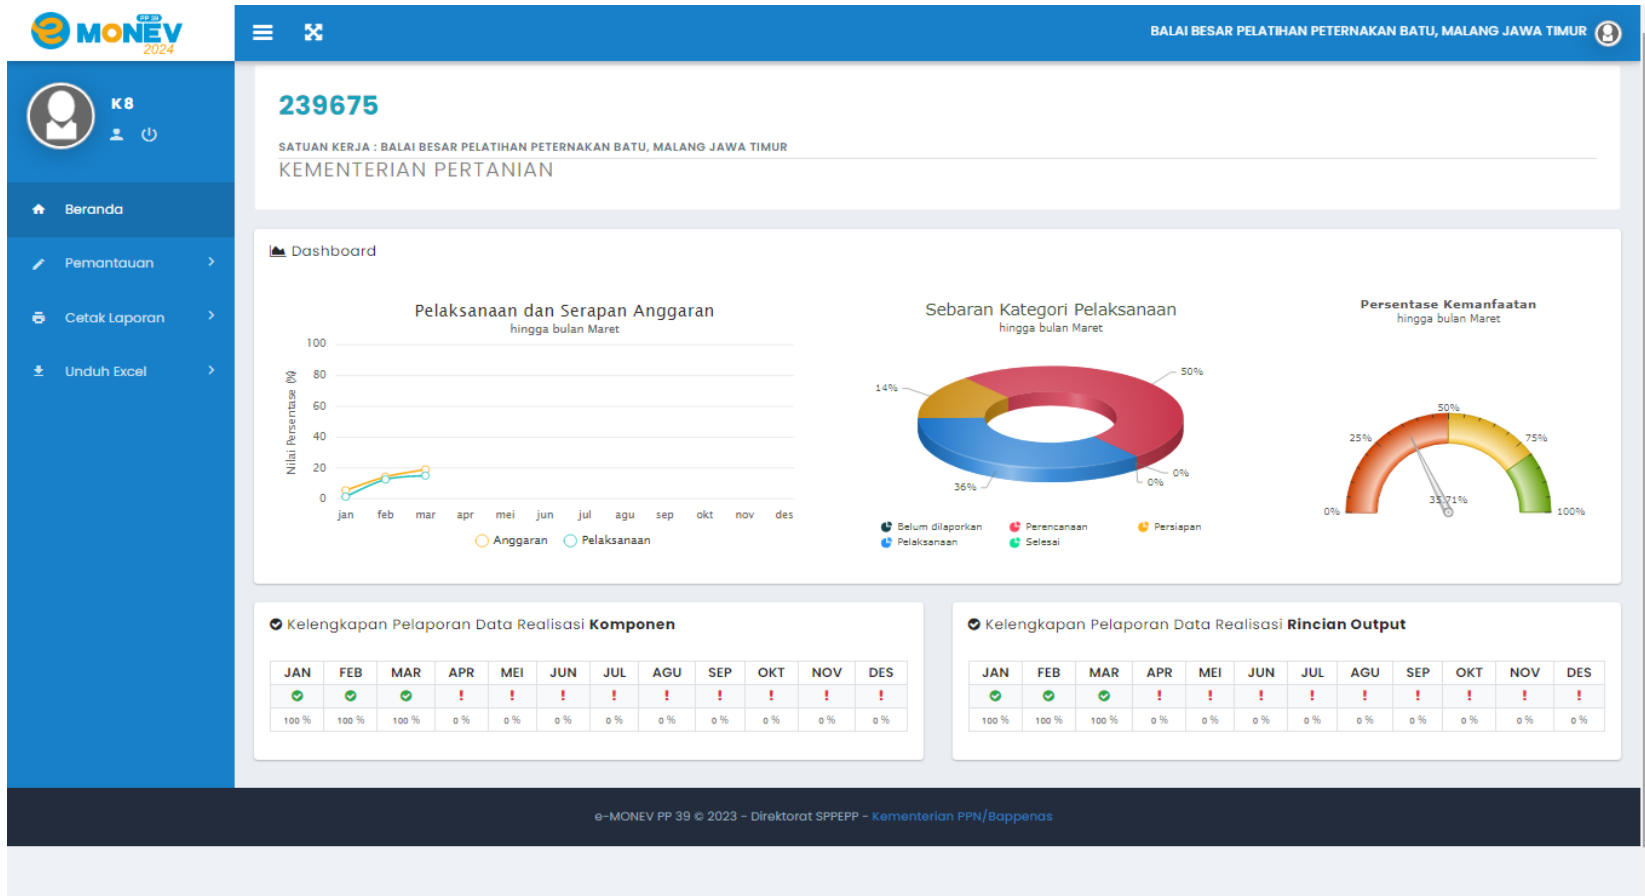 PP 39
e MONEV
2024
BALAI BESAR PELATIHAN PETERNAKAN BATU, MALANG JAWA TIMUR
K8
Beranda
Pemantauan
Cetak Laporan
Unduh Excel
239675
SATUAN KERJA : BALAI BESAR PELATIHAN PETERNAKAN BATU, MALANG JAWA TIMUR
KEMENTERIAN PERTANIAN
Dashboard
Pelaksanaan dan Serapan Anggaran
hingga bulan Maret
Nilai Persentase (%)
100
80
60
40
20
0
jan feb mar apr mei jun jul agu sep okt nov des
Anggaran Pelaksanaan
Sebaran Kategori Pelaksanaan
hingga bulan Maret
50%
14%
36%
0%
0%
Belum dilaporkan Perencanaan Persiapan
Pelaksanaan Selesai
Persentase Kemanfaatan
hingga bulan Maret
50%
25% 75%
35.71%
0% 100%
Kelengkapan Pelaporan Data Realisasi Komponen
JAN FEB MAR APR MEI JUN JUL AGU SEP OKT NOV DES
! ! ! ! ! ! ! ! !
100 % 100 % 100 % 0 % 0 % 0 % 0 % 0 % 0 % 0 % 0 % 0 %
Kelengkapan Pelaporan Data Realisasi Rincian Output
JAN FEB MAR APR MEI JUN JUL AGU SEP OKT NOV DES
! ! ! ! ! ! ! ! !
100 % 100 % 100 % 0 % 0 % 0 % 0 % 0 % 0 % 0 % 0 % 0 %
e-MONEV PP 39 © 2023 - Direktorat SPPEPP - Kementerian PPN/Bappenas